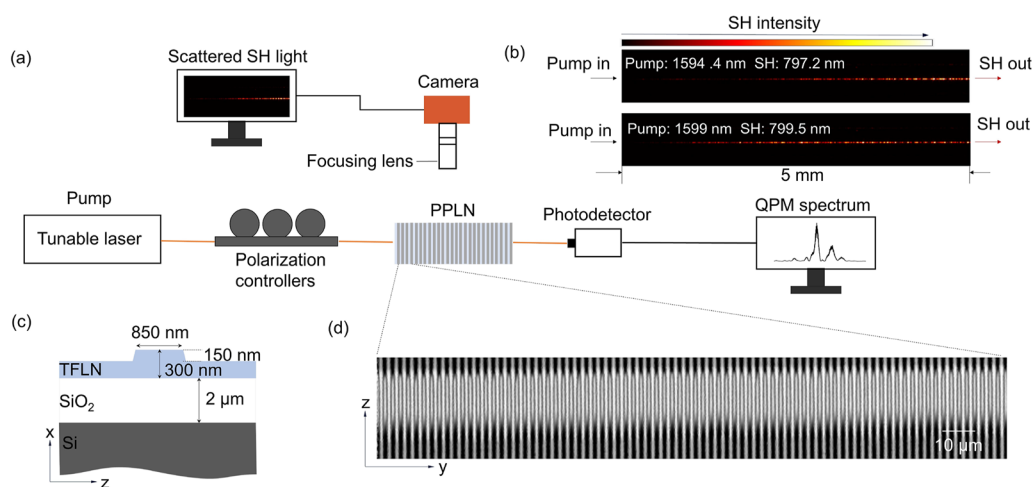 (a)
Scattered SH light
Camera
Focusing lens
Pump
Tunable laser
Polarization
controllers
PPLN
Photodetector
QPM spectrum
(b)
SH intensity
Pump in
Pump: 1594 .4 nm SH: 797.2 nm
SH out
Pump in
Pump: 1599 nm SH: 799.5 nm
SH out
5 mm
(c)
850 nm
150 nm
TFLN
300 nm
SiO₂
2 μm
Si
x
z
(d)
z
y
10 μm